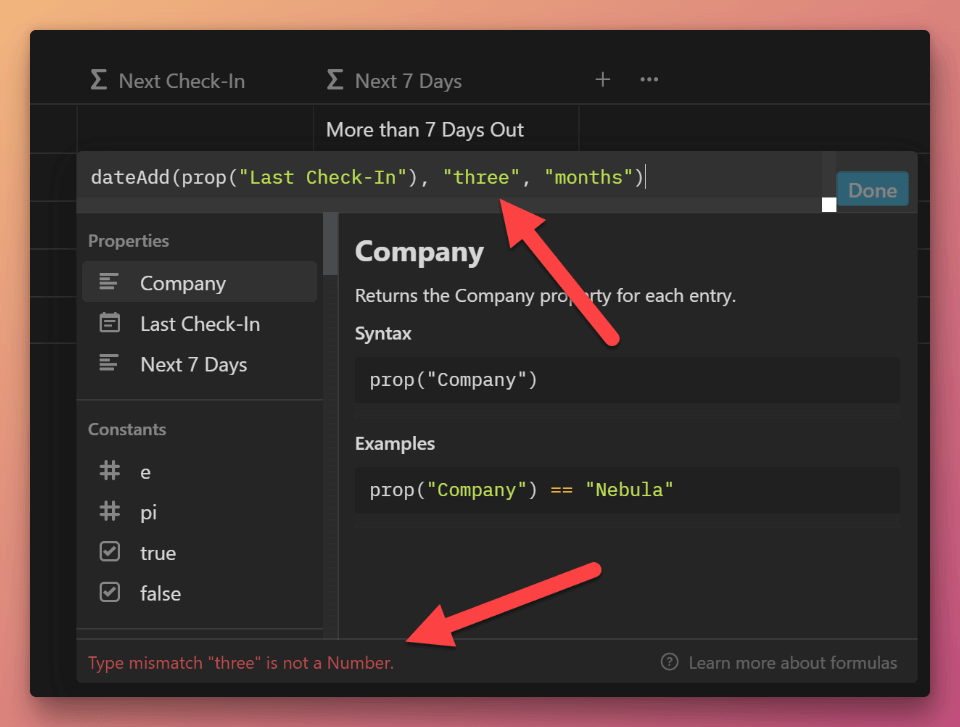 Σ Next Check-In Σ Next 7 Days + •••
More than 7 Days Out
dateAdd(prop("Last Check-In"), "three", "months")
Done
Properties
Company
Last Check-In
Next 7 Days
Constants
# e
# pi
true
false
Company
Returns the Company property for each entry.
Syntax
prop("Company")
Examples
prop("Company") == "Nebula"
Type mismatch "three" is not a Number.
? Learn more about formulas